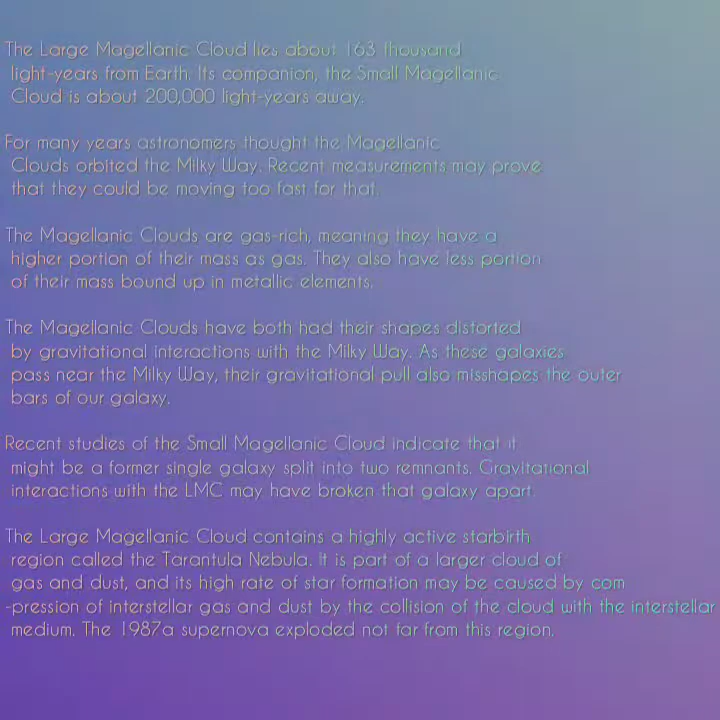 The Large Magellanic Cloud lies about 163 thousand
light-years from Earth. Its companion, the Small Magellanic
Cloud is about 200,000 light-years away.
For many years astronomers thought the Magellanic
Clouds orbited the Milky Way. Recent measurements may prove
that they could be moving too fast for that.
The Magellanic Clouds are gas-rich, meaning they have a
higher portion of their mass as gas. They also have less portion
of their mass bound up in metallic elements.
The Magellanic Clouds have both had their shapes distorted
by gravitational interactions with the Milky Way. As these galaxies
pass near the Milky Way, their gravitational pull also misshapes the outer
bars of our galaxy.
Recent studies of the Small Magellanic Cloud indicate that it
might be a former single galaxy split into two remnants. Gravitational
interactions with the LMC may have broken that galaxy apart.
The Large Magellanic Cloud contains a highly active starbirth
region called the Tarantula Nebula. It is part of a larger cloud of
gas and dust, and its high rate of star formation may be caused by com
-pression of interstellar gas and dust by the collision of the cloud with the interstellar
medium. The 1987a supernova exploded not far from this region.